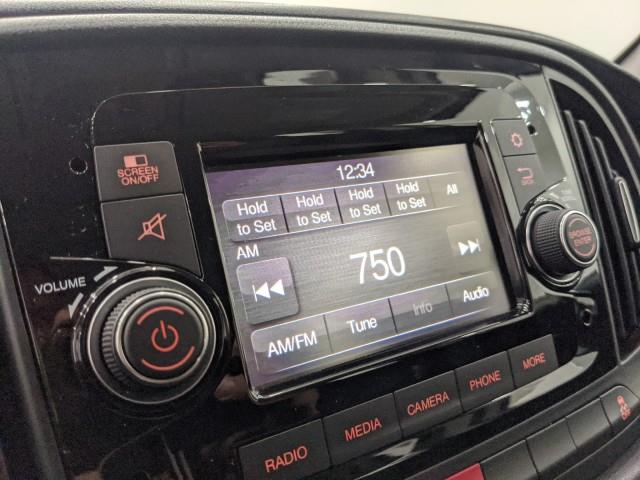 12:34
SCREEN
ON/OFF
Hold
to Set
Hold
to Set
Hold
to Set
Hold
to Set
All
AM
750
VOLUME
BROWSE
ENTER
AM/FM
Tune
Info
Audio
RADIO
MEDIA
CAMERA
PHONE
MORE
OFF